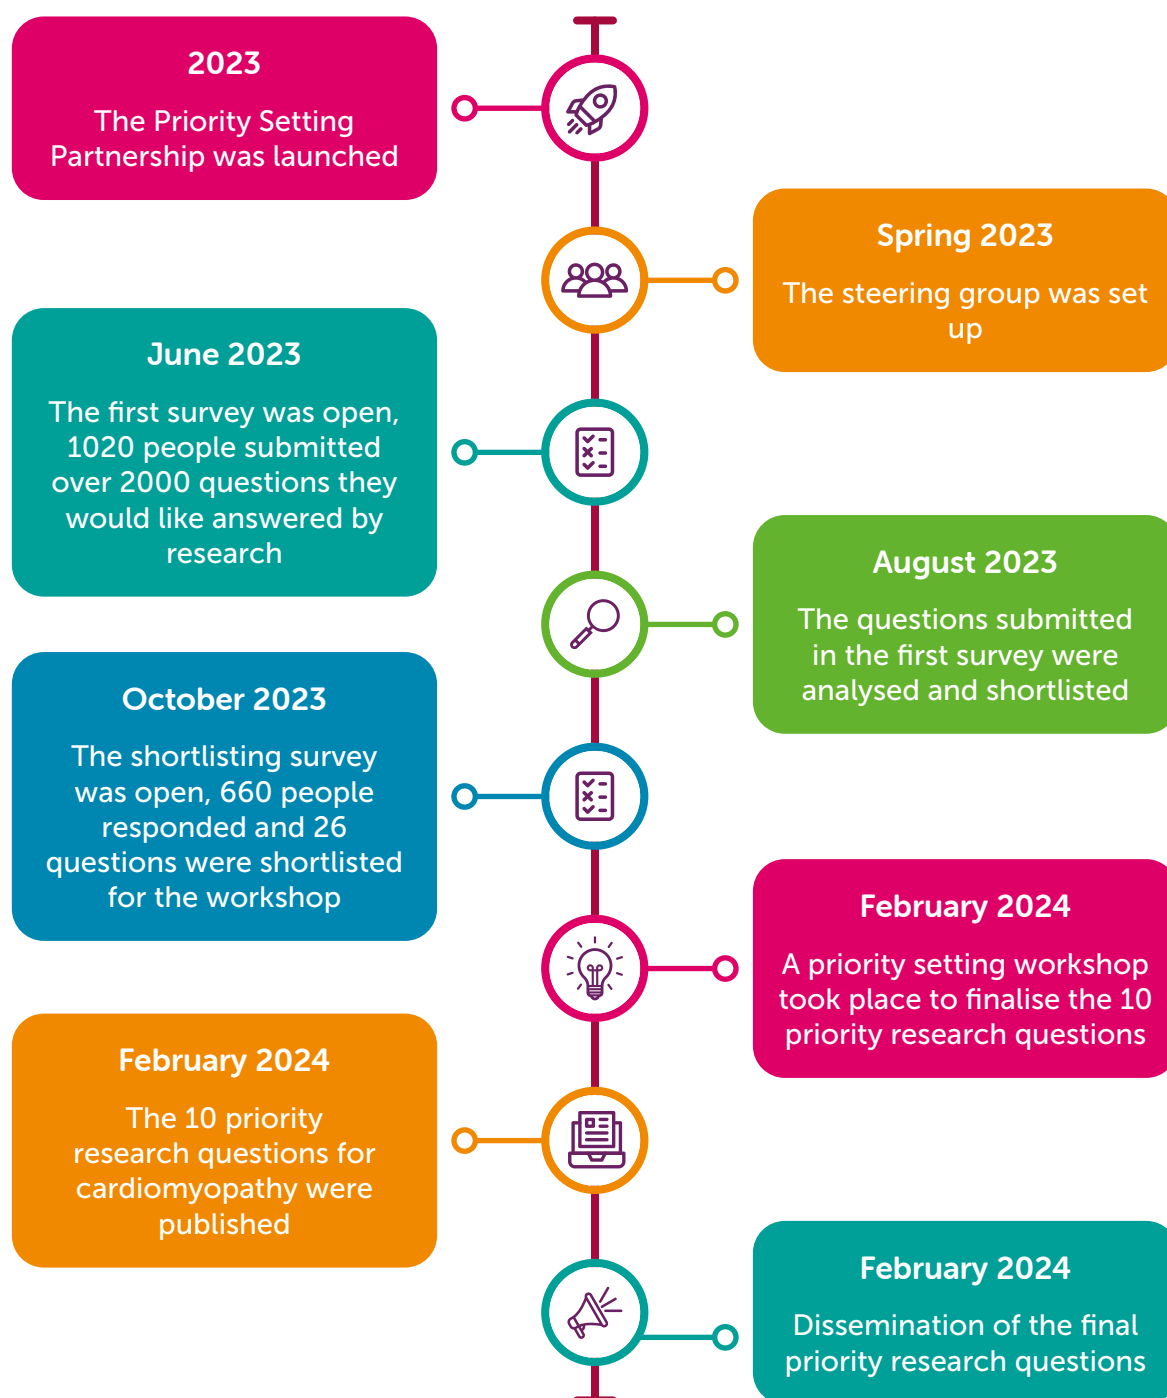 2023
The Priority Setting
Partnership was launched
Spring 2023
The steering group was set
up
June 2023
The first survey was open,
1020 people submitted
over 2000 questions they
would like answered by
research
August 2023
The questions submitted
in the first survey were
analysed and shortlisted
October 2023
The shortlisting survey
was open, 660 people
responded and 26
questions were shortlisted
for the workshop
February 2024
A priority setting workshop
took place to finalise the 10
priority research questions
February 2024
The 10 priority
research questions for
cardiomyopathy were
published
February 2024
Dissemination of the final
priority research questions